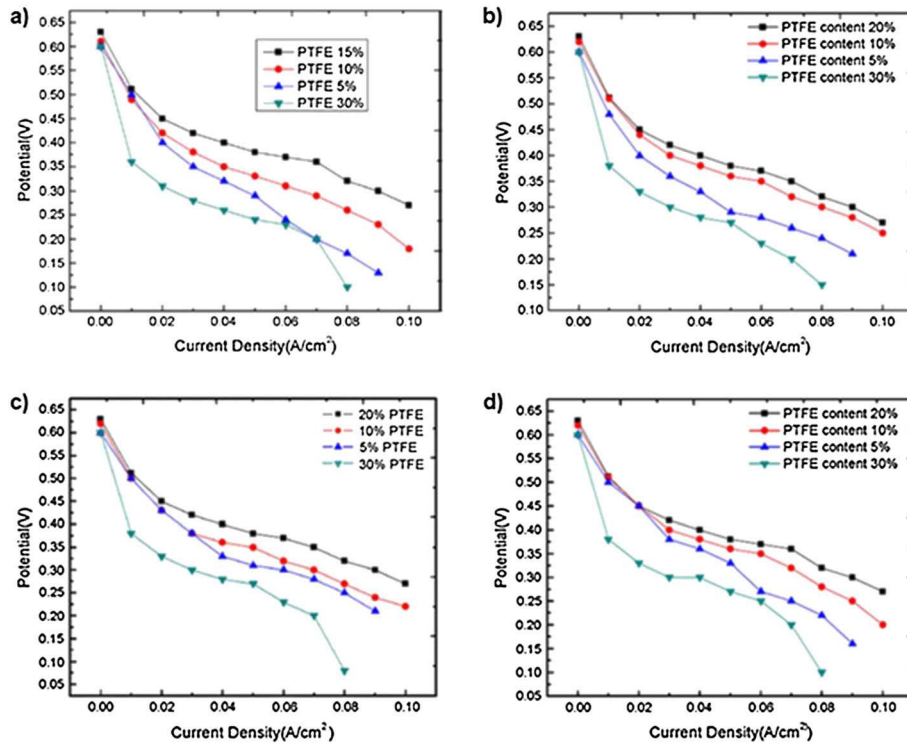 a)
PTFE 15%
PTFE 10%
PTFE 5%
PTFE 30%
0.65
0.60
0.55
0.50
0.45
0.40
0.35
0.30
0.25
0.20
0.15
0.10
0.05
Potential(V)
0.00 0.02 0.04 0.06 0.08 0.10
Current Density(A/cm²)
b)
PTFE content 20%
PTFE content 10%
PTFE content 5%
PTFE content 30%
0.65
0.60
0.55
0.50
0.45
0.40
0.35
0.30
0.25
0.20
0.15
0.10
Potential(V)
0.00 0.02 0.04 0.06 0.08 0.10
Current Density(A/cm²)
c)
20% PTFE
10% PTFE
5% PTFE
30% PTFE
0.65
0.60
0.55
0.50
0.45
0.40
0.35
0.30
0.25
0.20
0.15
0.10
0.05
Potential(V)
0.00 0.02 0.04 0.06 0.08 0.10
Current Density(A/cm²)
d)
PTFE content 20%
PTFE content 10%
PTFE content 5%
PTFE content 30%
0.65
0.60
0.55
0.50
0.45
0.40
0.35
0.30
0.25
0.20
0.15
0.10
0.05
Potential(V)
0.00 0.02 0.04 0.06 0.08 0.10
Current Density(A/cm²)